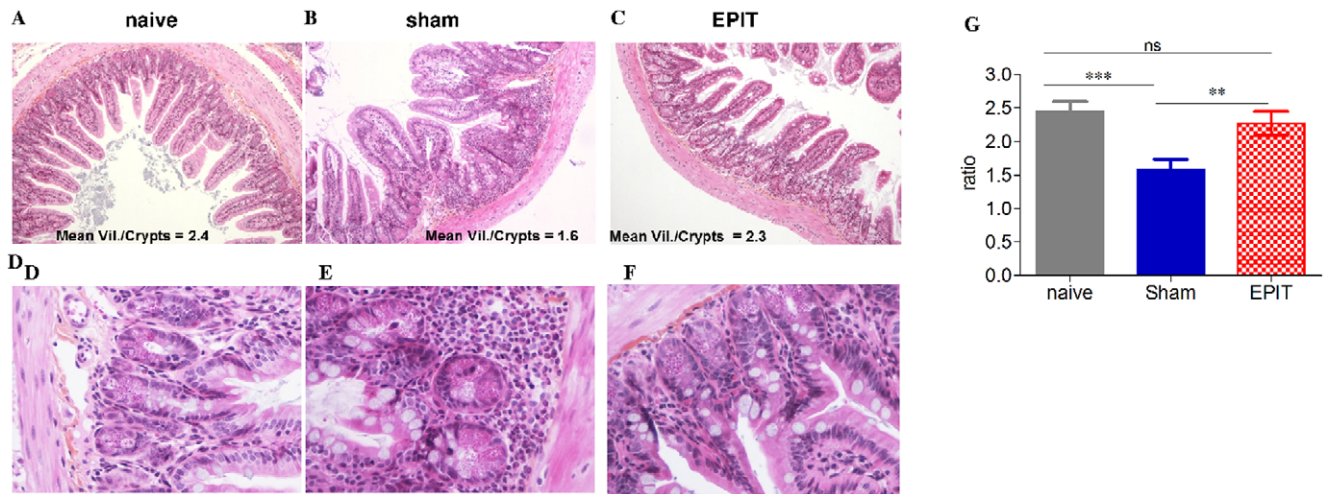 A naive B sham C EPIT
Mean Vil./Crypts = 2.4
Mean Vil./Crypts = 1.6
Mean Vil./Crypts = 2.3
D D E F
G
ns
*** **
3.0
2.5
2.0
1.5
1.0
0.5
0.0
ratio
naive Sham EPIT